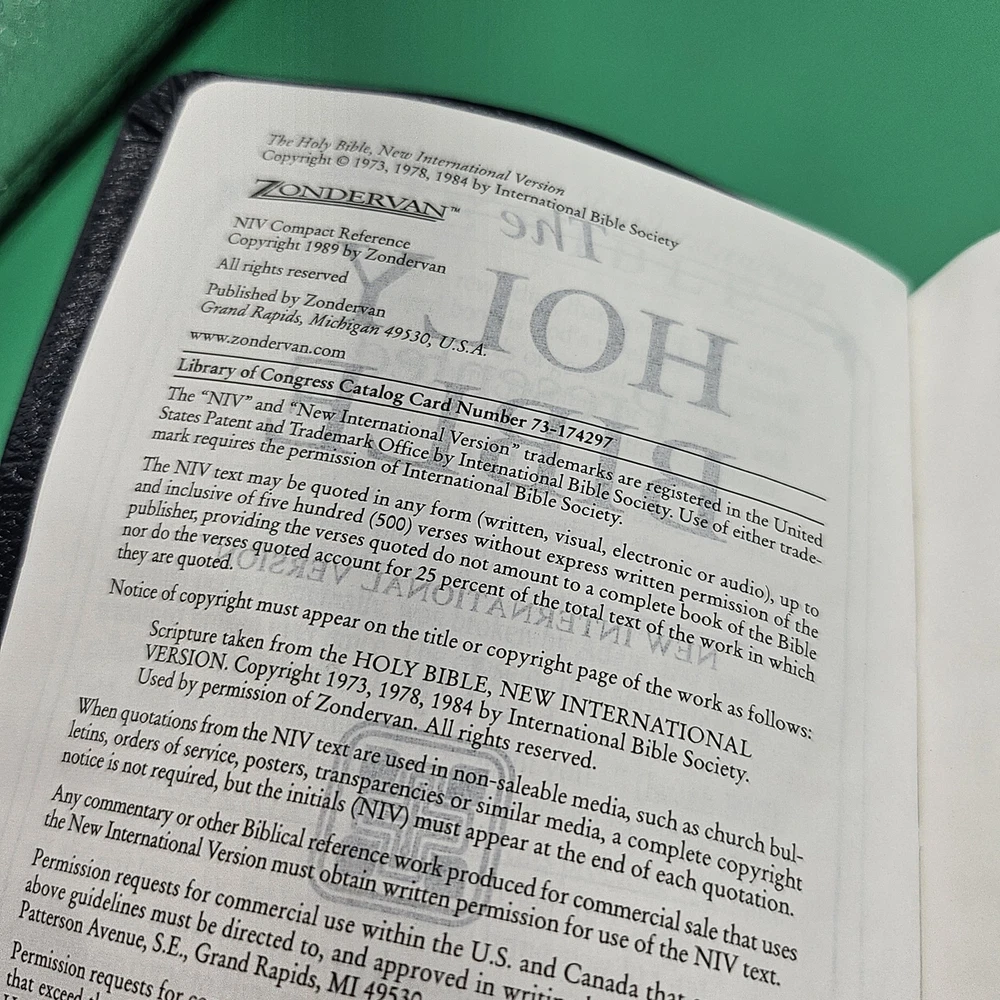 The Holy Bible, New International Version
Copyright © 1973, 1978, 1984 by International Bible Society
ZONDERVAN™
NIV Compact Reference
Copyright 1989 by Zondervan
All rights reserved
Published by Zondervan
Grand Rapids, Michigan 49530, U.S.A.
www.zondervan.com
Library of Congress Catalog Card Number 73-174297
The “NIV” and “New International Version” trademarks are registered in the United
States Patent and Trademark Office by International Bible Society. Use of either trade-
mark requires the permission of International Bible Society.
The NIV text may be quoted in any form (written, visual, electronic or audio), up to
and inclusive of five hundred (500) verses without express written permission of the
publisher, providing the verses quoted do not amount to a complete book of the Bible
nor do the verses quoted account for 25 percent of the total text of the work in which
they are quoted.
Notice of copyright must appear on the title or copyright page of the work as follows:
Scripture taken from the HOLY BIBLE, NEW INTERNATIONAL
VERSION. Copyright 1973, 1978, 1984 by International Bible Society.
Used by permission of Zondervan. All rights reserved.
When quotations from the NIV text are used in non-saleable media, such as church bul-
letins, orders of service, posters, transparencies or similar media, a complete copyright
notice is not required, but the initials (NIV) must appear at the end of each quotation.
Any commentary or other Biblical reference work produced for commercial sale that uses
the New International Version must obtain written permission for use of the NIV text.
Permission requests for commercial use within the U.S. and Canada that
above guidelines must be directed to, and approved in
Patterson Avenue, S.E., Grand Rapids, MI 49530
Permission requests for
that exceed
The
HOLY
BIBLE
NEW INTERNATIONAL VERSION